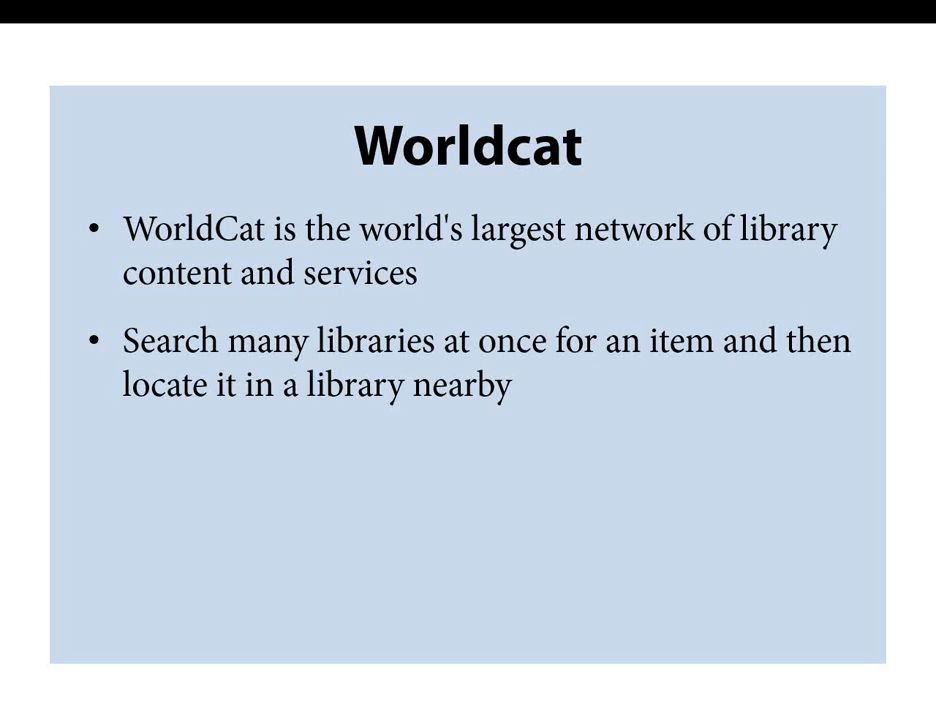 Worldcat
• WorldCat is the world's largest network of library
content and services
• Search many libraries at once for an item and then
locate it in a library nearby